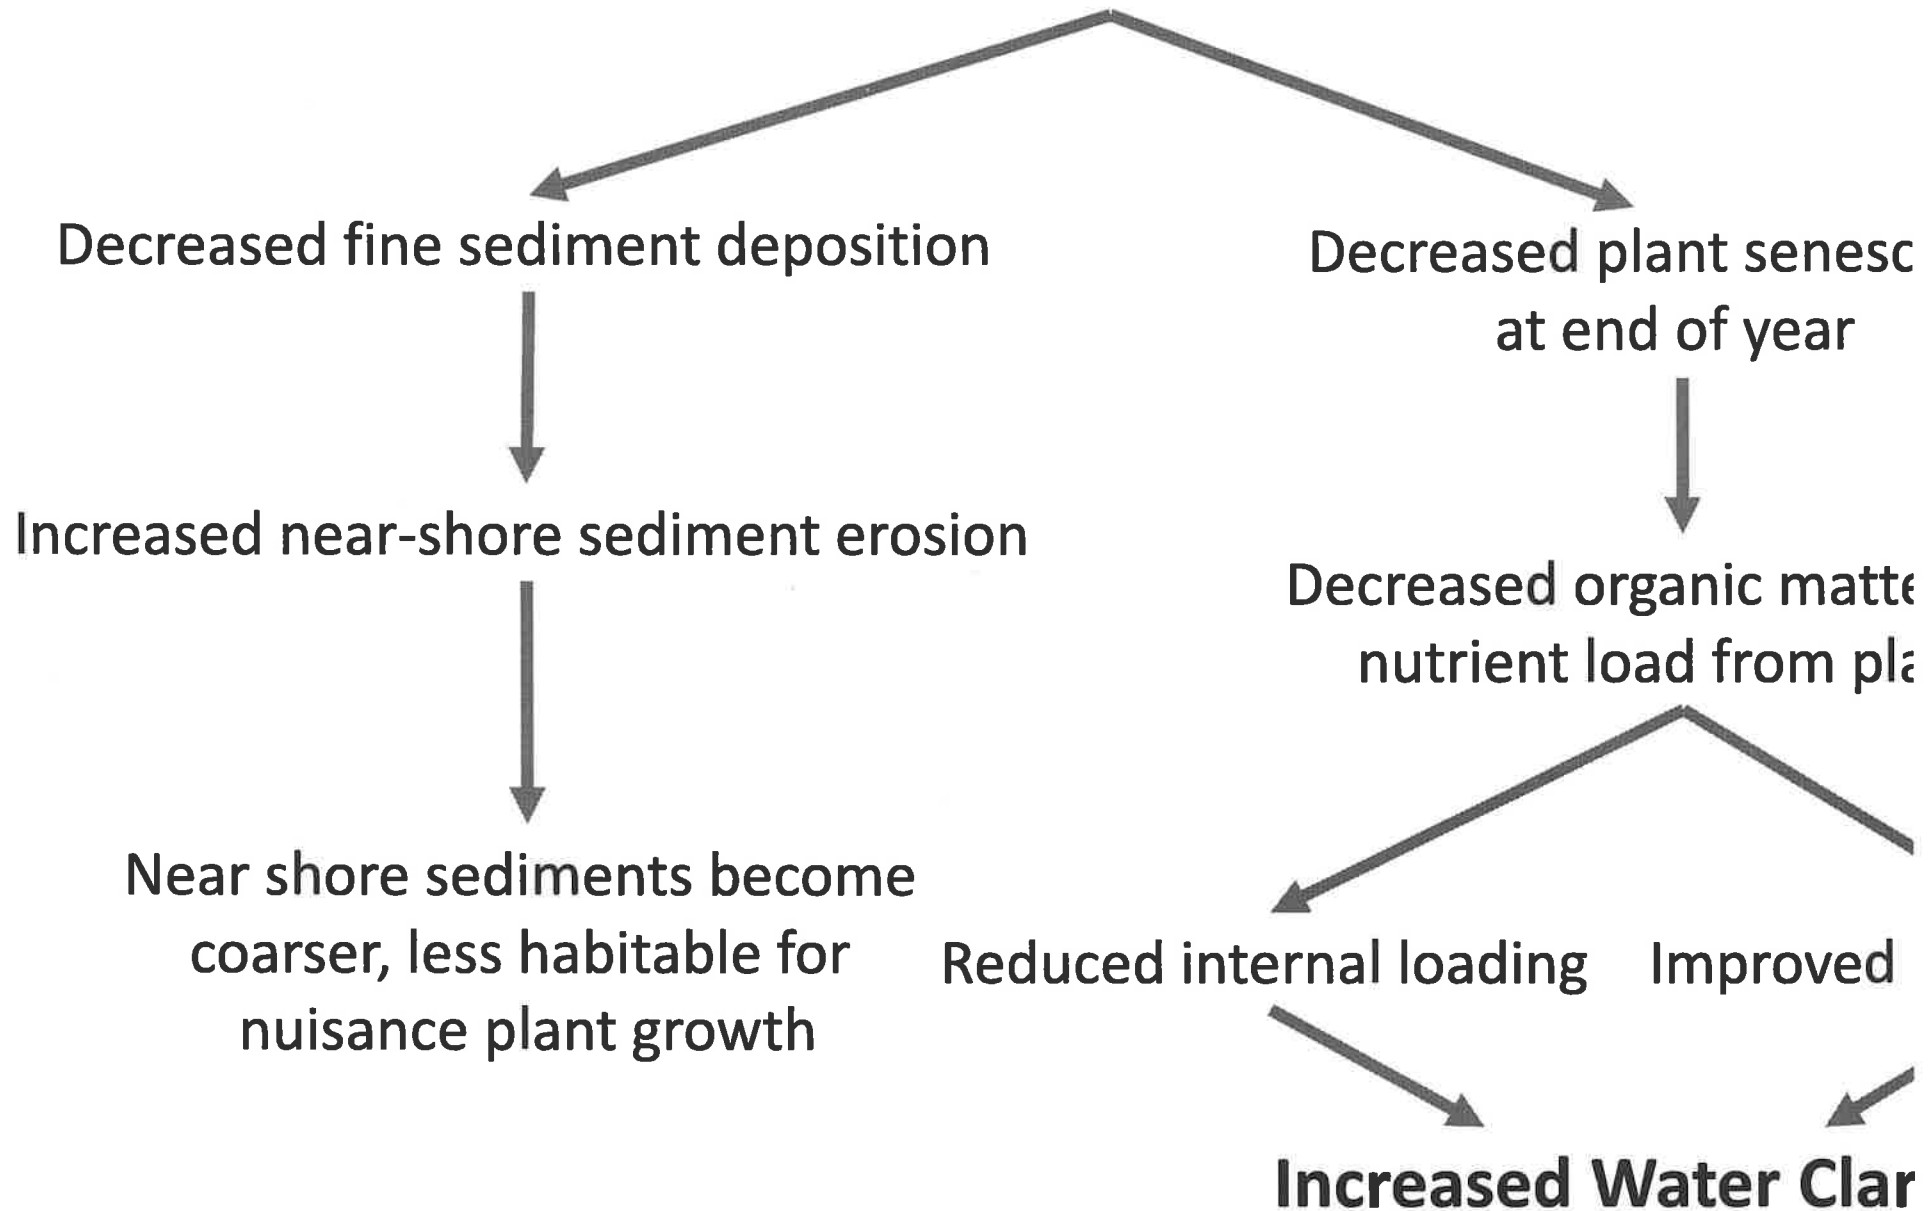 Decreased fine sediment deposition
Decreased plant senesc
at end of year
Increased near-shore sediment erosion
Decreased organic matte
nutrient load from pla
Near shore sediments become
coarser, less habitable for
nuisance plant growth
Reduced internal loading
Improved
Increased Water Clar